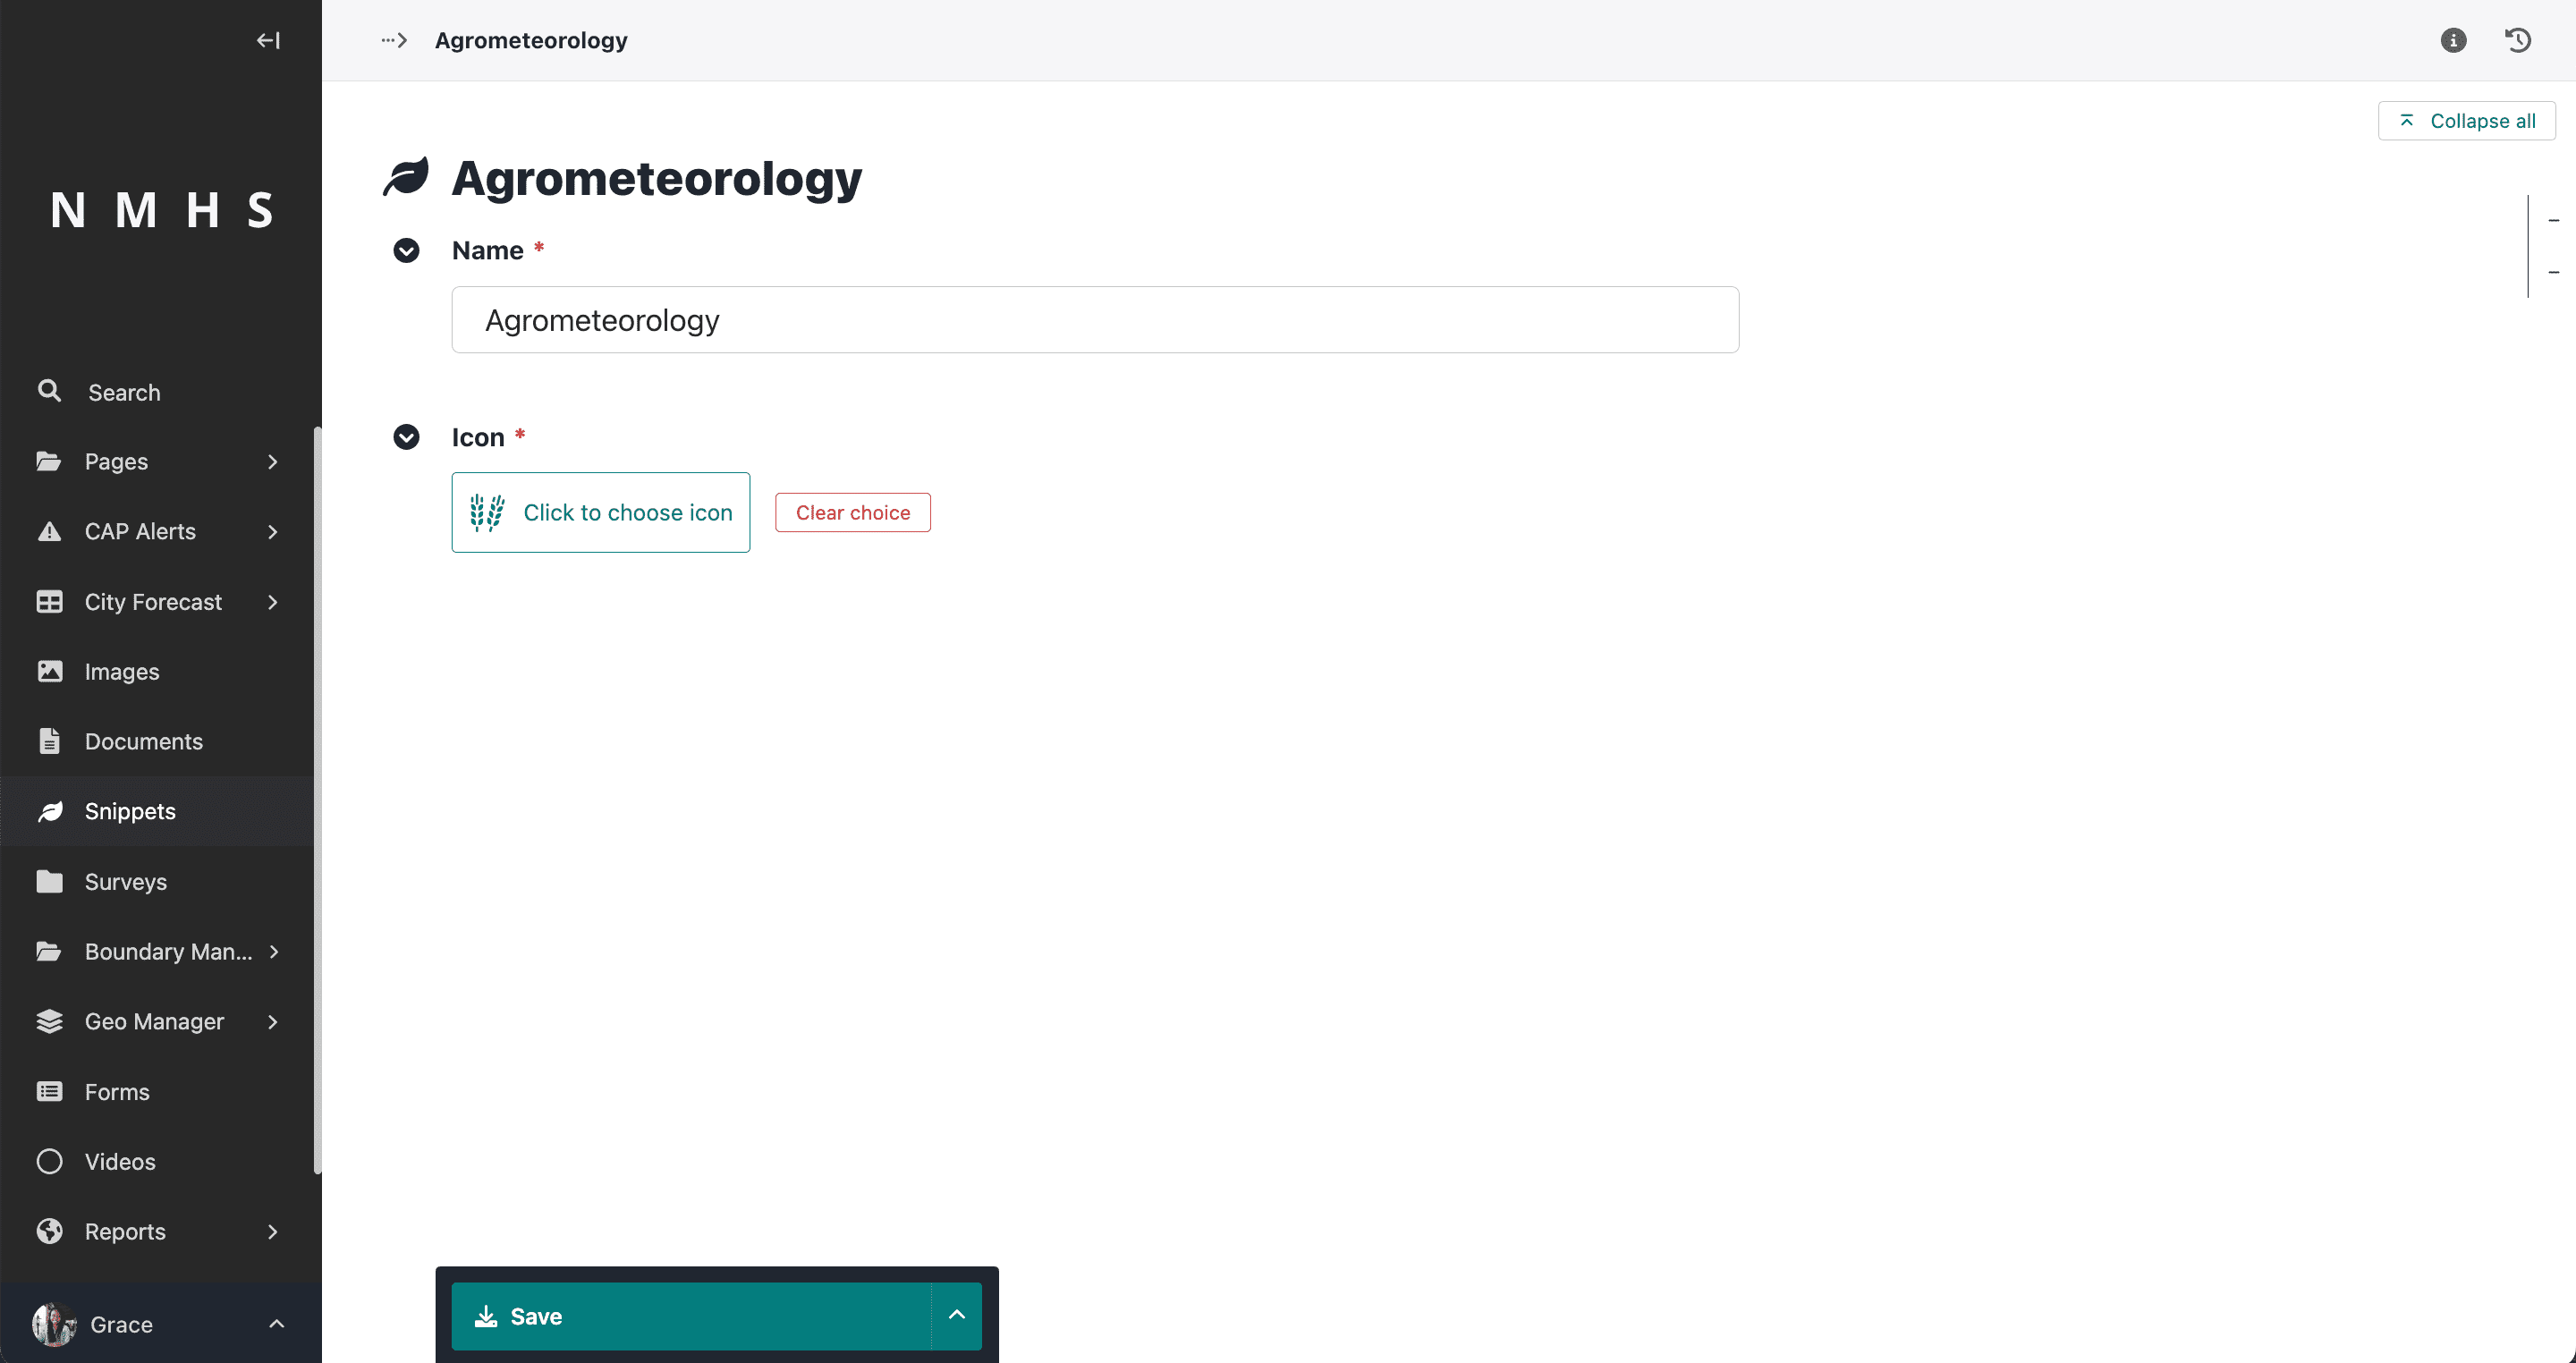 Agrometeorology
Collapse all
N M H S
Agrometeorology
Name *
Agrometeorology
Search
Icon *
Pages
Click to choose icon
Clear choice
CAP Alerts
City Forecast
Images
Documents
Snippets
Surveys
Boundary Man...
Geo Manager
Forms
Videos
Reports
Save
Grace